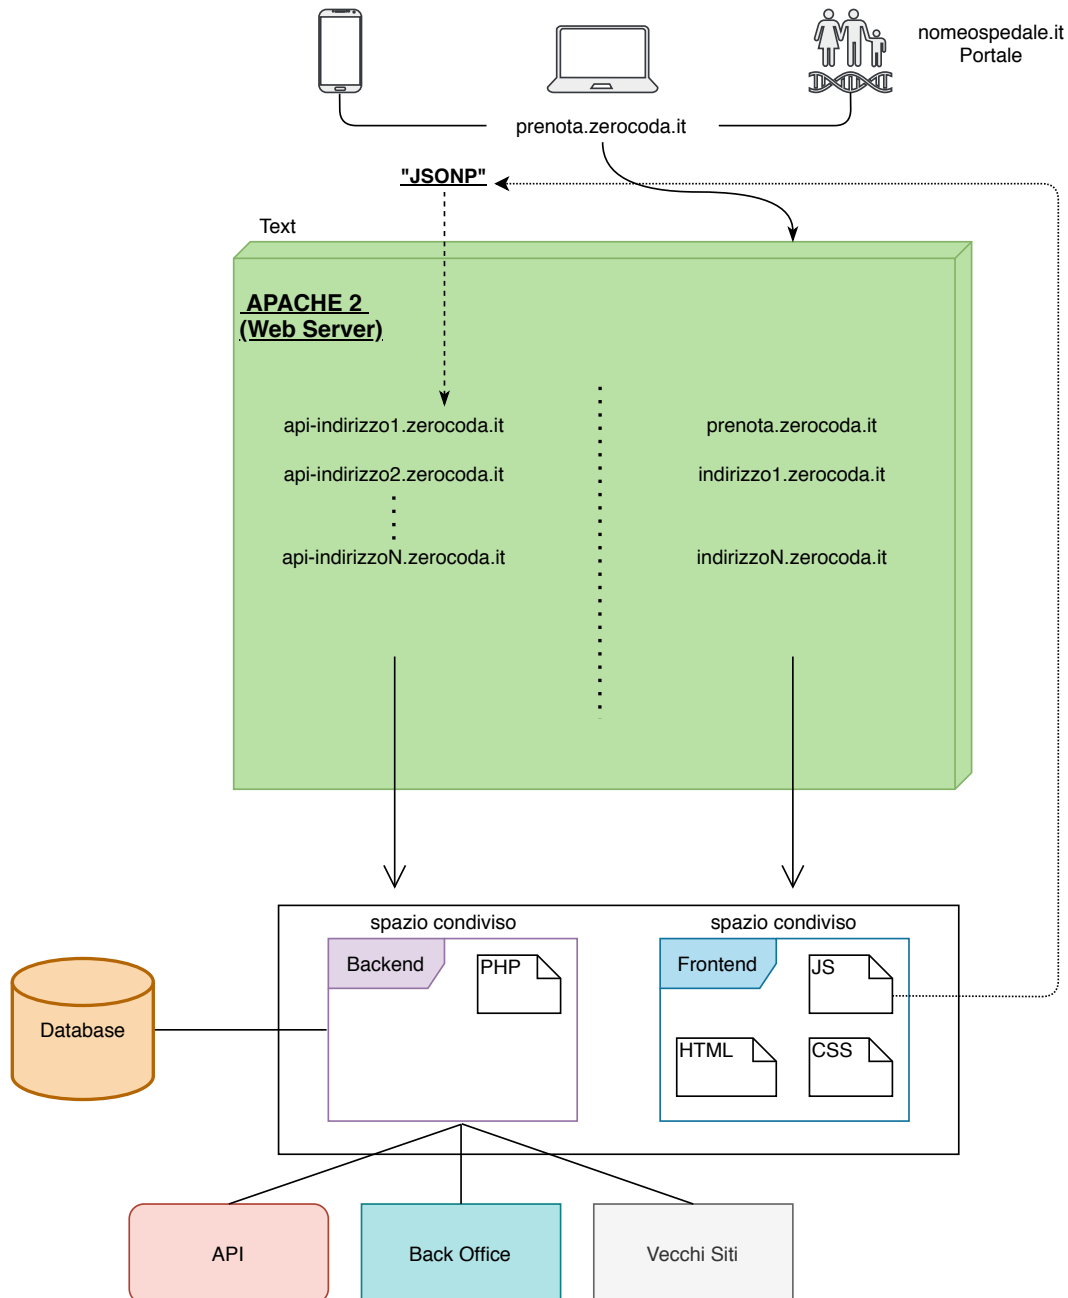 nomeospedale.it
Portale
prenota.zerocoda.it
"JSONP"
Text
APACHE 2
(Web Server)
api-indirizzo1.zerocoda.it
prenota.zerocoda.it
api-indirizzo2.zerocoda.it
indirizzo1.zerocoda.it
api-indirizzoN.zerocoda.it
indirizzoN.zerocoda.it
spazio condiviso
spazio condiviso
Backend
PHP
Frontend
JS
Database
HTML
CSS
API
Back Office
Vecchi Siti